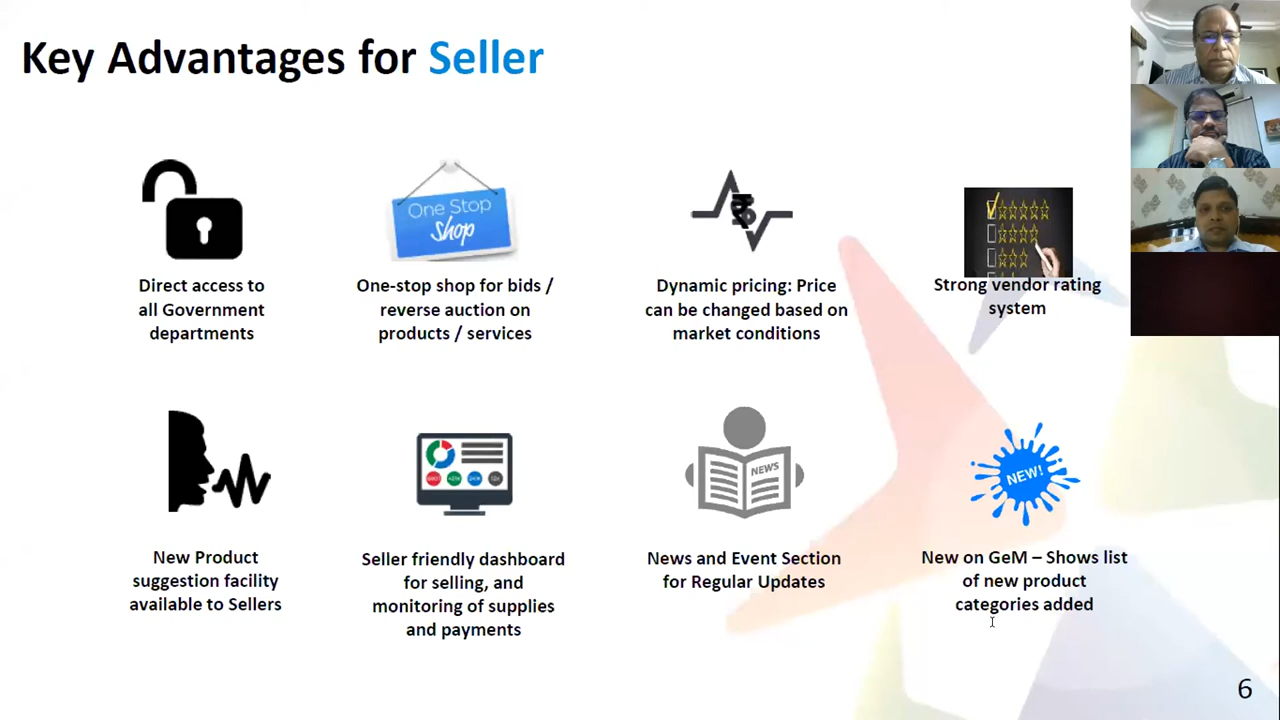 Key Advantages for Seller
One Stop
Shop
Direct access to
all Government
departments
One-stop shop for bids /
reverse auction on
products / services
Dynamic pricing: Price
can be changed based on
market conditions
Strong vendor rating
system
NEWS
NEW!
New Product
suggestion facility
available to Sellers
Seller friendly dashboard
for selling, and
monitoring of supplies
and payments
News and Event Section
for Regular Updates
New on GeM – Shows list
of new product
categories added
6